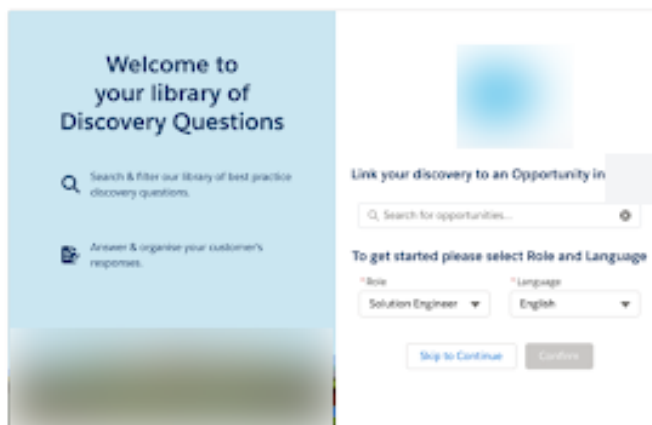 Welcome to
your library of
Discovery Questions
Search & filter our library of best practice
discovery questions.
Answer & organise your customer's
responses.
Link your discovery to an Opportunity in
Search for opportunities...
To get started please select Role and Language
*Role
*Language
Solution Engineer
English
Skip to Continue
Confirm